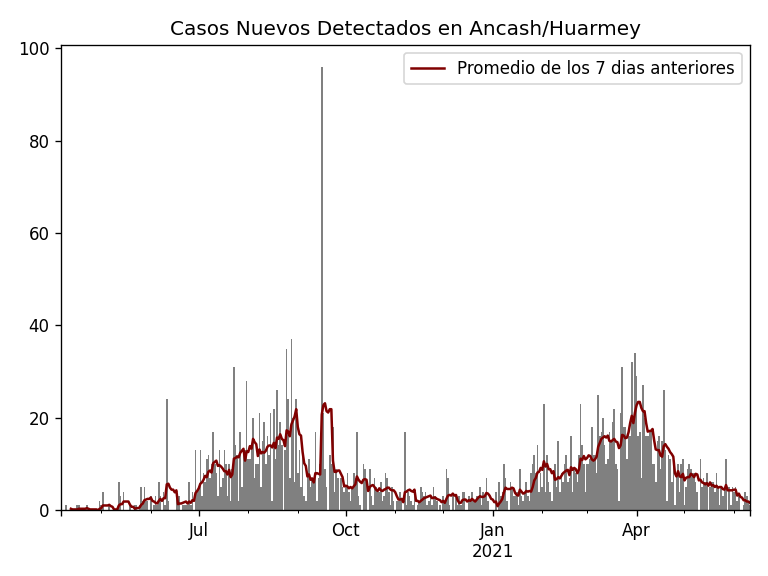 Casos Nuevos Detectados en Ancash/Huarmey
Promedio de los 7 dias anteriores
100
80
60
40
20
0
Jul
Oct
Jan
2021
Apr